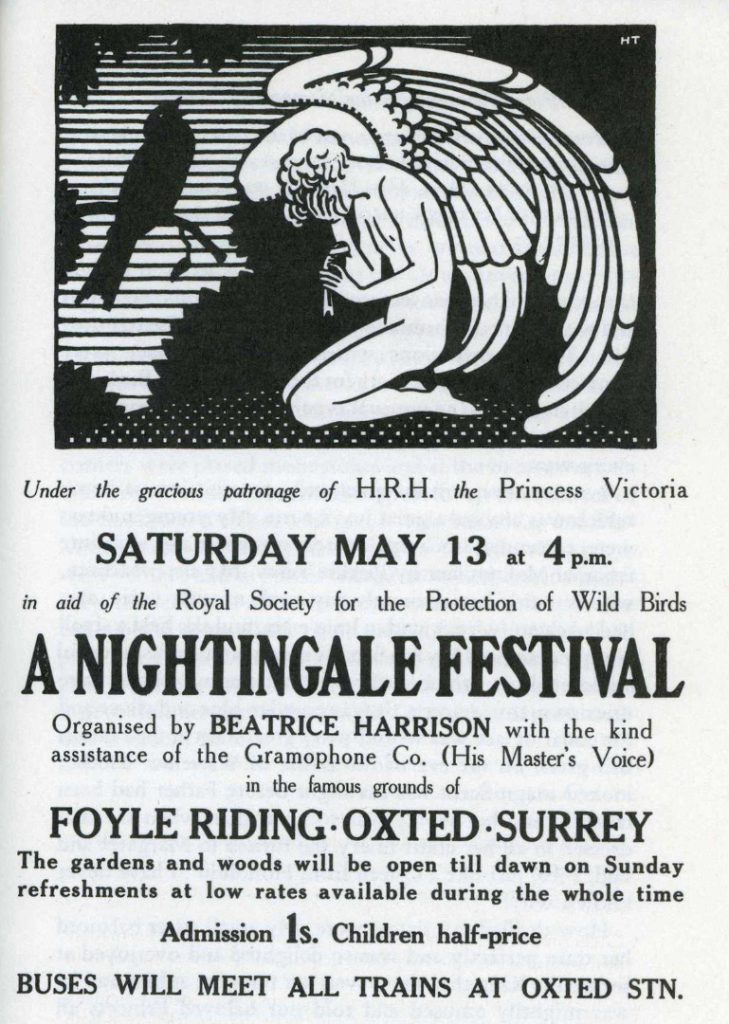 HT
Under the gracious patronage of H.R.H. the Princess Victoria
SATURDAY MAY 13 at 4 p.m.
in aid of the Royal Society for the Protection of Wild Birds
A NIGHTINGALE FESTIVAL
Organised by BEATRICE HARRISON with the kind
assistance of the Gramophone Co. (His Master's Voice)
in the famous grounds of
FOYLE RIDING·OXTED·SURREY
The gardens and woods will be open till dawn on Sunday
refreshments at low rates available during the whole time
Admission 1s. Children half-price
BUSES WILL MEET ALL TRAINS AT OXTED STN.